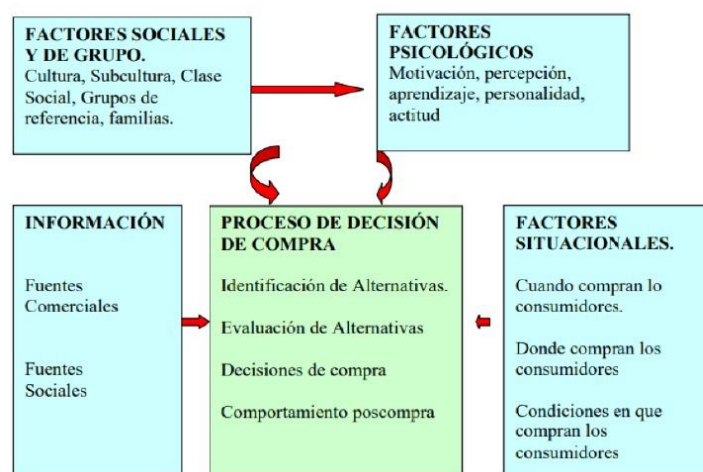 FACTORES SOCIALES
Y DE GRUPO.
Cultura, Subcultura, Clase
Social, Grupos de
referencia, familias.
FACTORES
PSICOLÓGICOS
Motivación, percepción,
aprendizaje, personalidad,
actitud
INFORMACIÓN
Fuentes
Comerciales
Fuentes
Sociales
PROCESO DE DECISIÓN
DE COMPRA
Identificación de Alternativas.
Evaluación de Alternativas
Decisiones de compra
Comportamiento poscompra
FACTORES
SITUACIONALES.
Cuando compran lo
consumidores.
Donde compran los
consumidores
Condiciones en que
compran los
consumidores